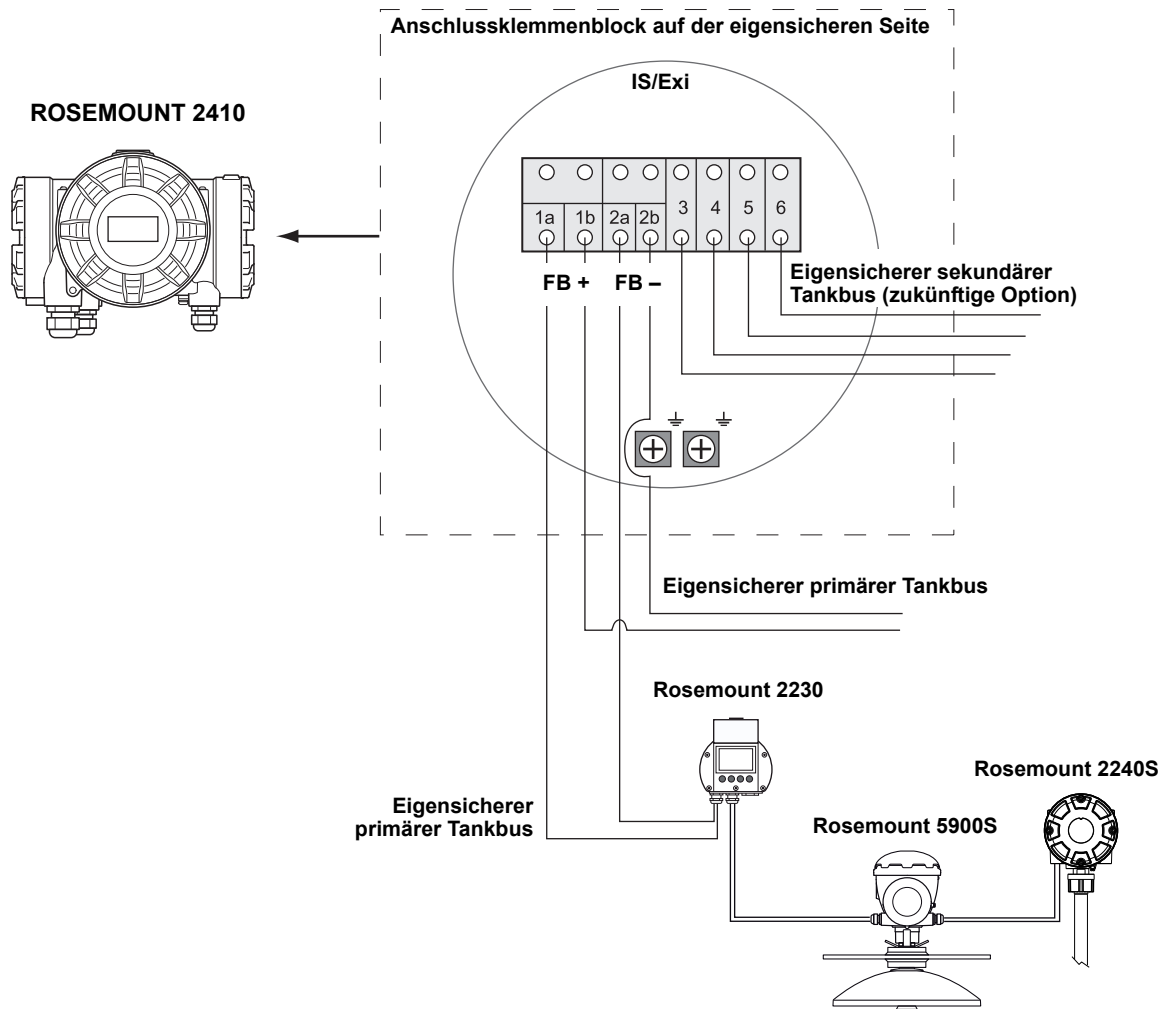 Anschlussklemmenblock auf der eigensicheren Seite
IS/Exi
ROSEMOUNT 2410
1a 1b 2a 2b 3 4 5 6
FB + FB –
Eigensicherer sekundärer
Tankbus (zukünftige Option)
Eigensicherer primärer Tankbus
Rosemount 2230
Rosemount 2240S
Eigensicherer
primärer Tankbus
Rosemount 5900S